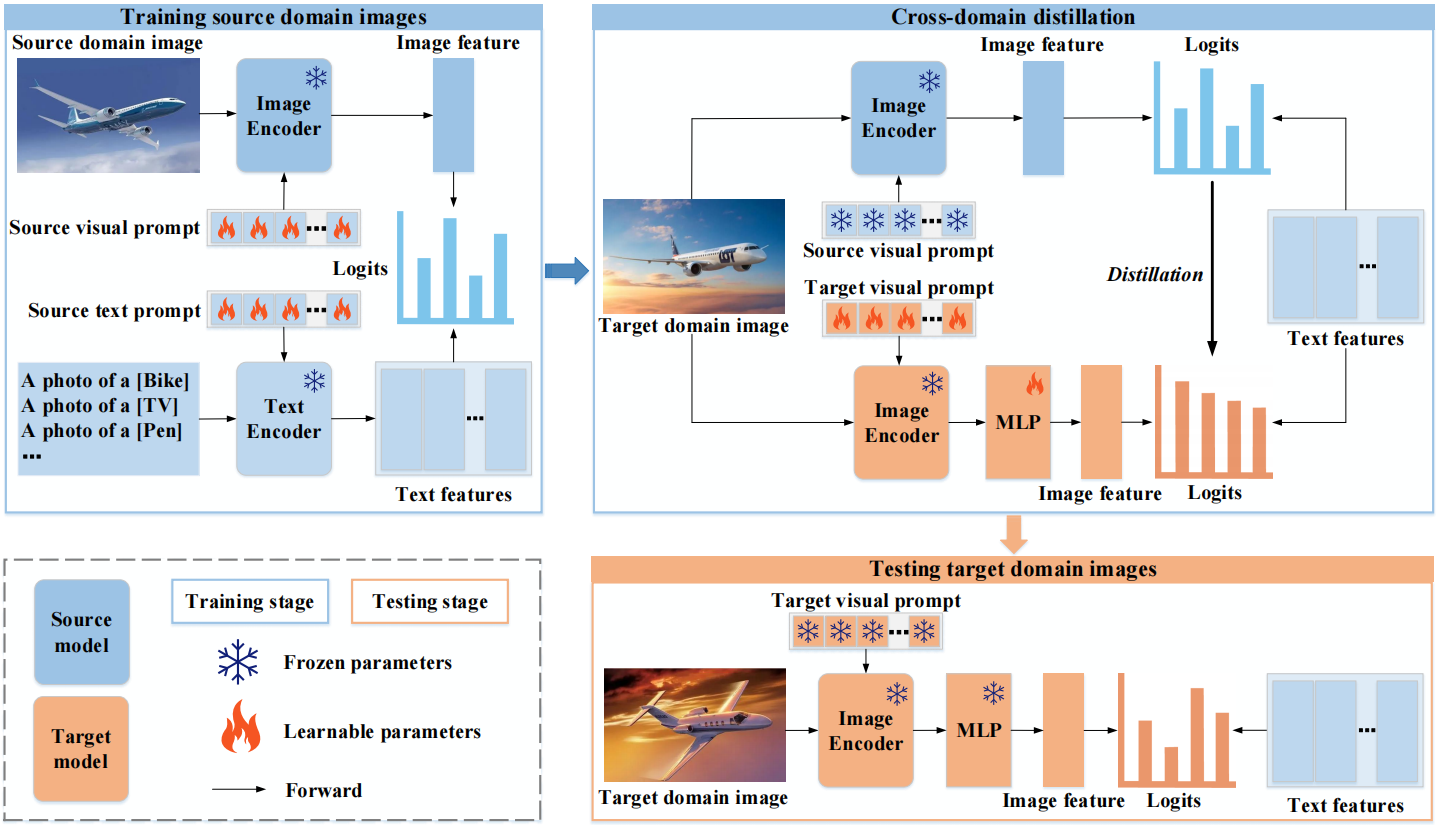 Training source domain images
Source domain image
Image feature
Image
Encoder
Source visual prompt
Logits
Source text prompt
A photo of a [Bike]
A photo of a [TV]
A photo of a [Pen]
...
Text
Encoder
Text features
Cross-domain distillation
Image feature
Logits
Image
Encoder
Source visual prompt
Target visual prompt
LOT
Target domain image
Distillation
Text features
Image
Encoder
MLP
Image feature
Logits
Source
model
Target
model
Training stage
Testing stage
Frozen parameters
Learnable parameters
Forward
Testing target domain images
Target visual prompt
Image
Encoder
MLP
Target domain image
Image feature
Logits
Text features